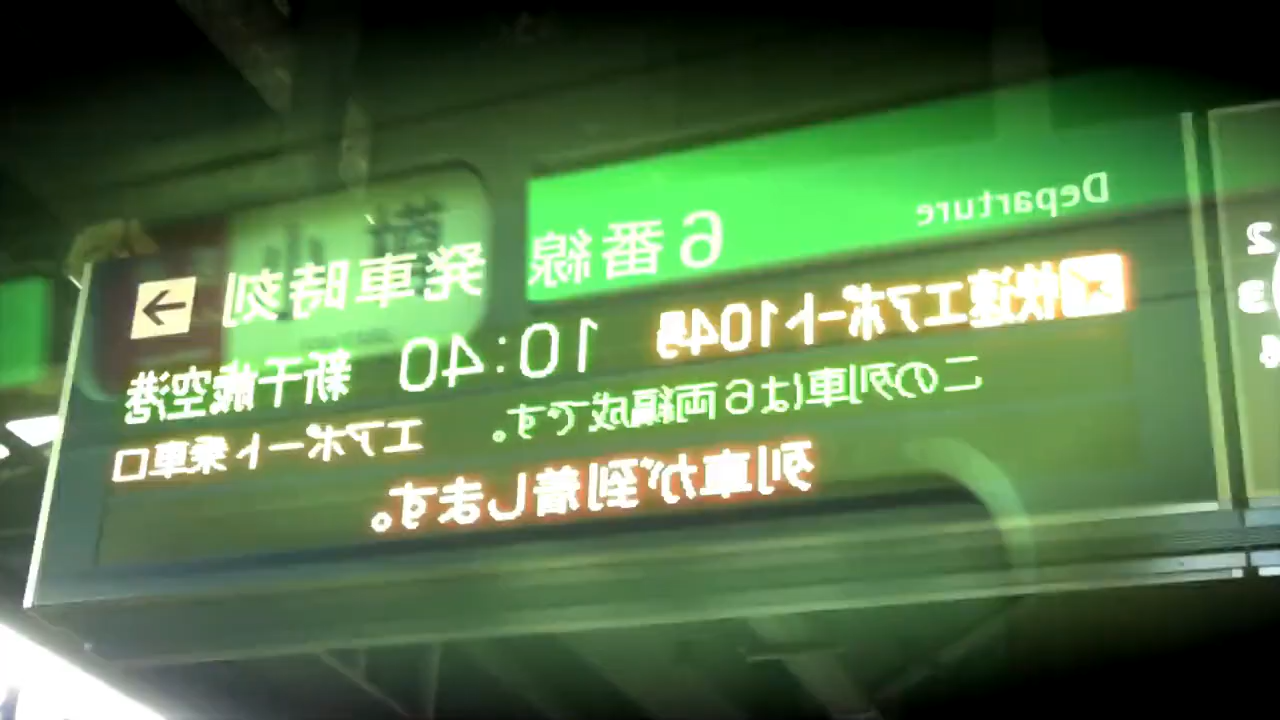 6番線 発車時刻
Departure
快速エアポート104号 10:40 新千歳空港
この列車は6両編成です。
エアポート乗車口
列車が到着します。
2
3